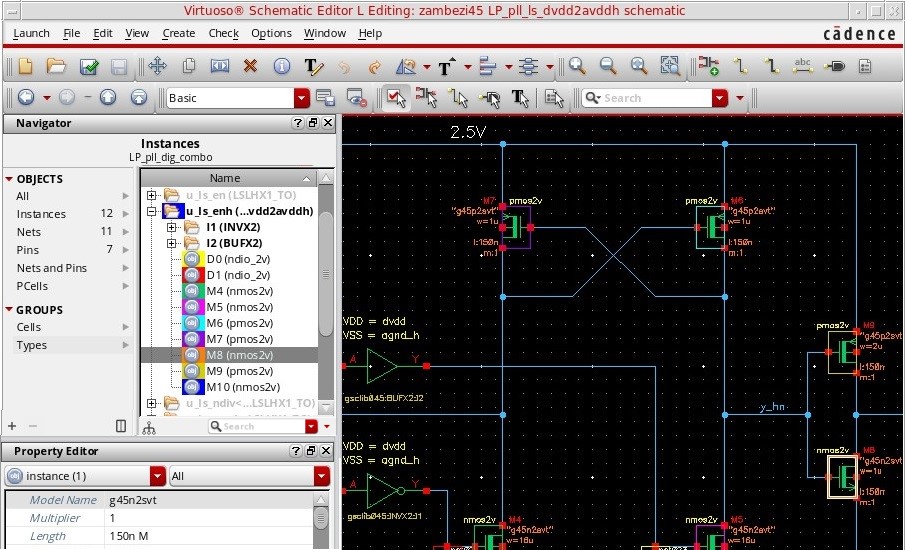 Virtuoso® Schematic Editor L Editing: zambezi45 LP_pll_ls_dvdd2avddh schematic
Launch File Edit View Create Check Options Window Help
cādence
T T abc
Basic
T
Search
Navigator
Instances
LP_pll_dig_combo
OBJECTS
All
Instances 12
Nets 11
Pins 7
Nets and Pins
PCells
GROUPS
Cells
Types
Name
u_ls_en (LSLHX1_TO)
u_ls_enh (...vdd2avddh)
I1 (INVX2)
I2 (BUFX2)
D0 (ndio_2v)
D1 (ndio_2v)
M4 (nmos2v)
M5 (nmos2v)
M6 (pmos2v)
M7 (pmos2v)
M8 (nmos2v)
M9 (pmos2v)
M10 (nmos2v)
u_ls_ndiv<...LSLHX1_TO)
Search
Property Editor
instance (1)
All
Model Name g45n2svt
Multiplier 1
Length 150n M
2.5V
M7
pmos2v
"g45p2svt"
w=1u
l:150n
m:1
pmos2v
M6
"g45p2svt"
w=1u
l:150n
m:1
VDD = dvdd
VSS = agnd_h
A
Y
gsclib045:BUFX2:I2
VDD = dvdd
VSS = agnd_h
A
Y
gsclib045:INVX2:I1
pmos2v
M9
"g45p2svt
w=2u
l:150n
m:1
y_hn
nmos2v
M8
"g45n2svt
w=1u
l:150n
m:1
nmos2v
M4
"g45n2svt"
w=16u
nmos2v
M5
"g45n2svt"
w=16u